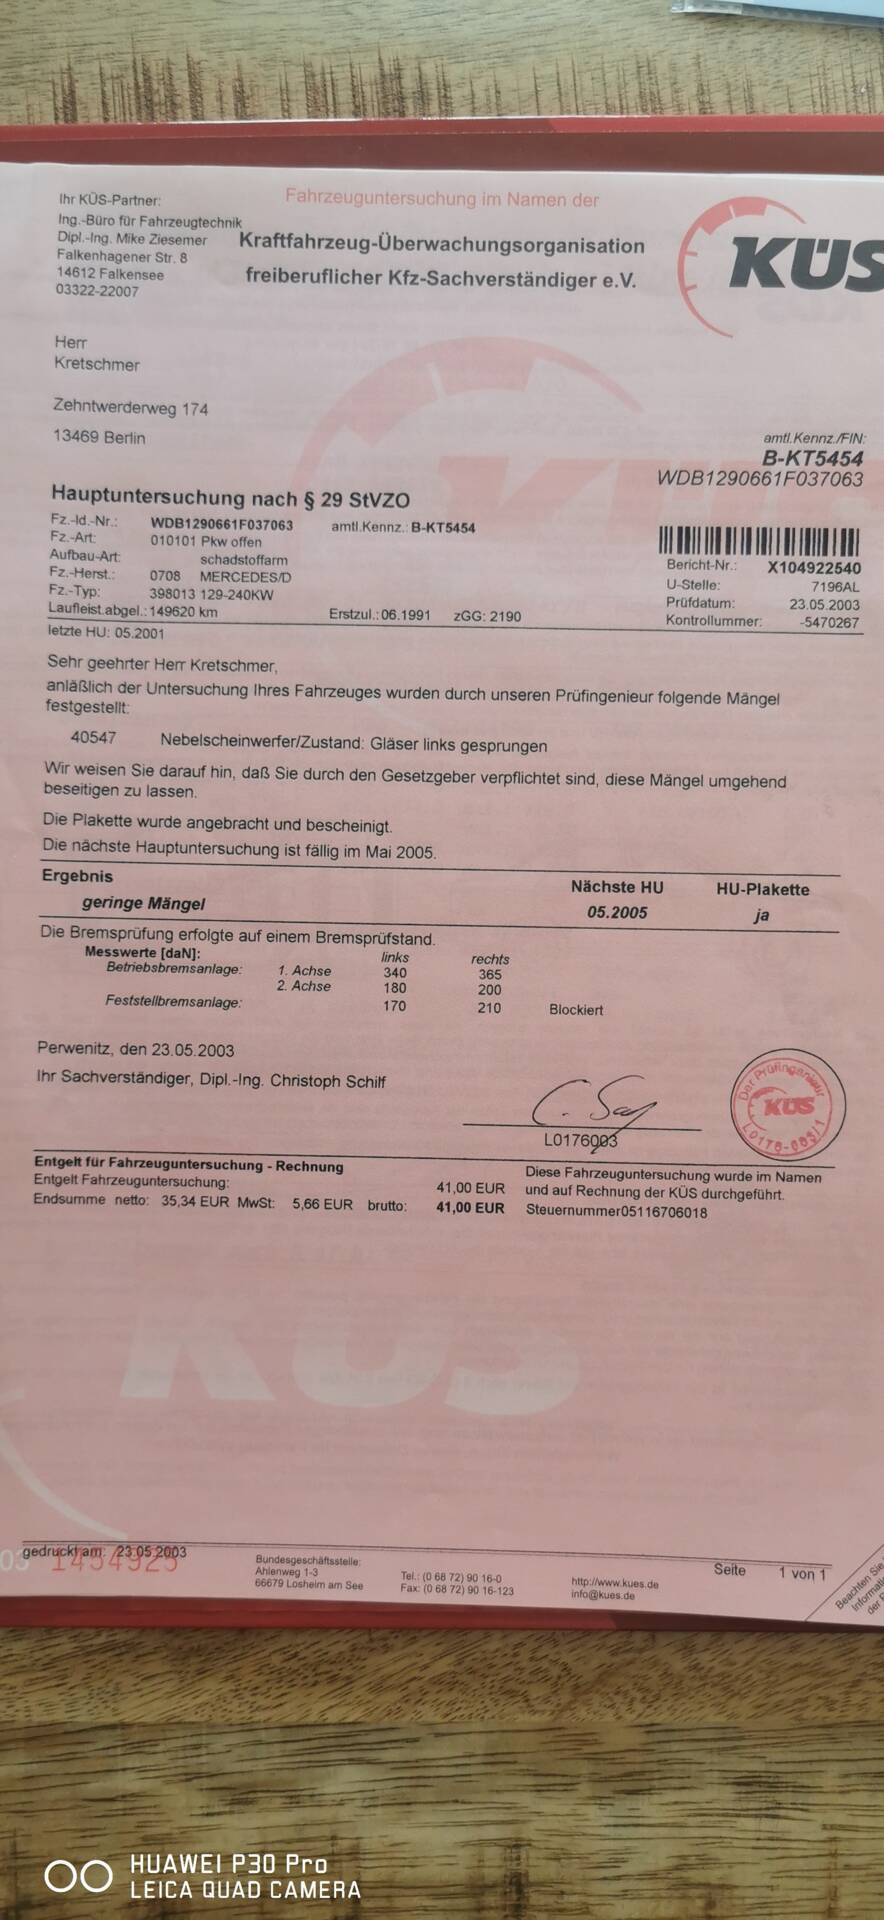 Ihr KÜS-Partner:
Ing.-Büro für Fahrzeugtechnik
Dipl.-Ing. Mike Ziesemer
Falkenhagener Str. 8
14612 Falkensee
03322-22007
Fahrzeuguntersuchung im Namen der
Kraftfahrzeug-Überwachungsorganisation
freiberuflicher Kfz-Sachverständiger e.V.
KÜS
Herr
Kretschmer
Zehntwerderweg 174
13469 Berlin
amtl.Kennz./FIN:
B-KT5454
WDB1290661F037063
Hauptuntersuchung nach § 29 StVZO
Fz.-Id.-Nr.: WDB1290661F037063 amtl.Kennz.: B-KT5454
Fz.-Art: 010101 Pkw offen
Aufbau-Art: schadstoffarm
Fz.-Herst.: 0708 MERCEDES/D
Fz.-Typ: 398013 129-240KW
Laufleist.abgel.: 149620 km Erstzul.: 06.1991 zGG: 2190
letzte HU: 05.2001
Bericht-Nr.: X104922540
U-Stelle: 7196AL
Prüfdatum: 23.05.2003
Kontrollummer: -5470267
Sehr geehrter Herr Kretschmer,
anläßlich der Untersuchung Ihres Fahrzeuges wurden durch unseren Prüfingenieur folgende Mängel
festgestellt:
40547 Nebelscheinwerfer/Zustand: Gläser links gesprungen
Wir weisen Sie darauf hin, daß Sie durch den Gesetzgeber verpflichtet sind, diese Mängel umgehend
beseitigen zu lassen.
Die Plakette wurde angebracht und bescheinigt.
Die nächste Hauptuntersuchung ist fällig im Mai 2005.
Ergebnis Nächste HU HU-Plakette
geringe Mängel 05.2005 ja
Die Bremsprüfung erfolgte auf einem Bremsprüfstand.
Messwerte [daN]: links rechts
Betriebsbremsanlage: 1. Achse 340 365
2. Achse 180 200
Feststellbremsanlage: 170 210 Blockiert
Perwenitz, den 23.05.2003
Ihr Sachverständiger, Dipl.-Ing. Christoph Schilf
L0176003
Der Prüfingenieur
KÜS
Entgelt für Fahrzeuguntersuchung - Rechnung
Entgelt Fahrzeuguntersuchung: 41,00 EUR
Endsumme netto: 35,34 EUR MwSt: 5,66 EUR brutto: 41,00 EUR
Diese Fahrzeuguntersuchung wurde im Namen
und auf Rechnung der KÜS durchgeführt.
Steuernummer05116706018
KÜS
gedruckt am: 23.05.2003
03 1454925
Bundesgeschäftsstelle:
Ahlenweg 1-3
66679 Losheim am See
Tel.: (0 68 72) 90 16-0
Fax: (0 68 72) 90 16-123
http://www.kues.de
info@kues.de
Seite 1 von 1
Beachten Sie
HUAWEI P30 Pro
LEICA QUAD CAMERA